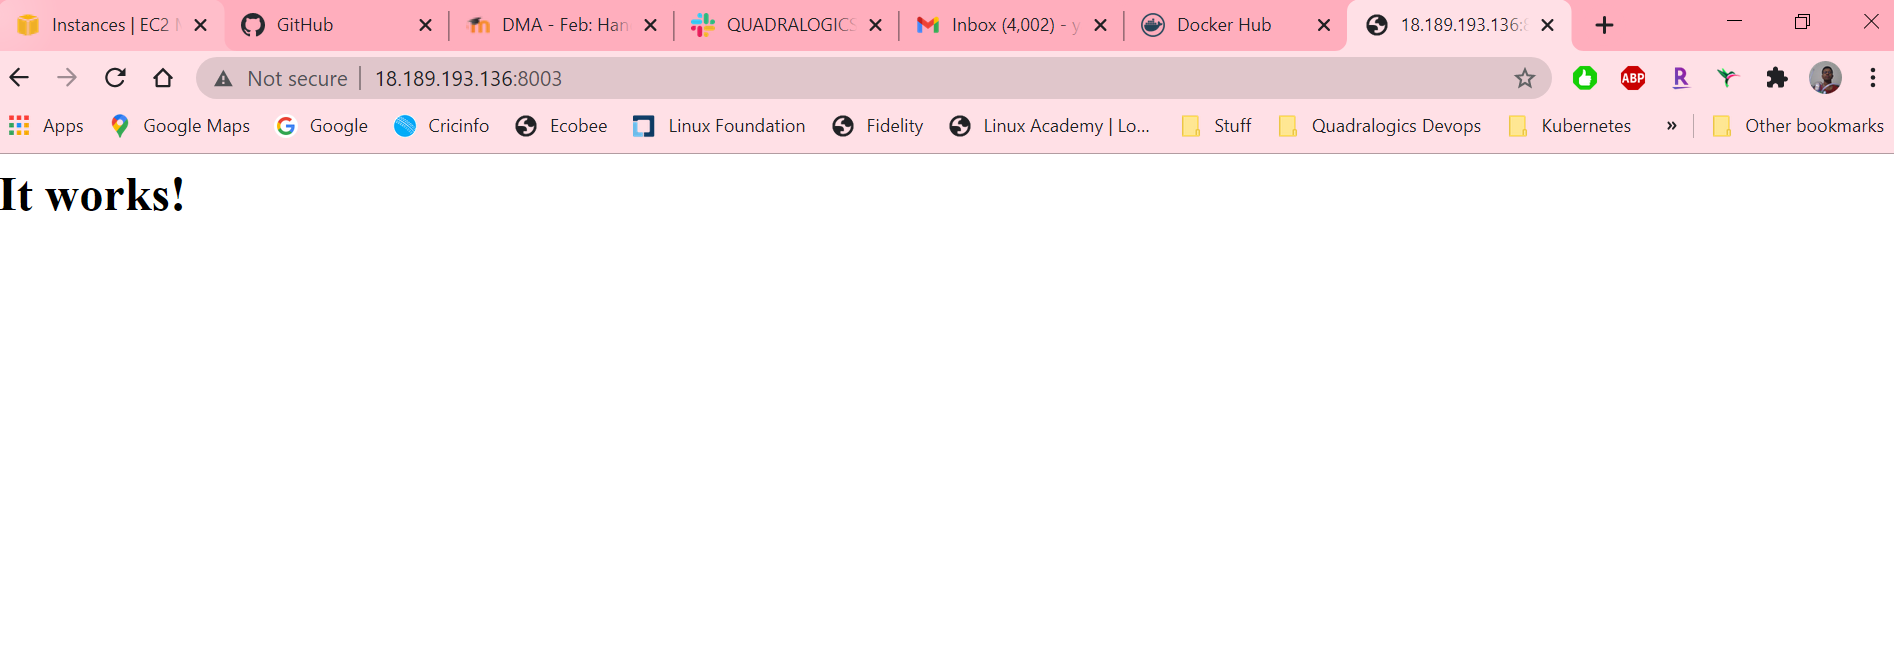 Instances | EC2 GitHub DMA - Feb: Han QUADRALOGICS Inbox (4,002) - y Docker Hub 18.189.193.136:8
Not secure 18.189.193.136:8003 ABP R
Apps Google Maps Google Cricinfo Ecobee Linux Foundation Fidelity Linux Academy | Lo... Stuff Quadralogics Devops Kubernetes » Other bookmarks
It works!